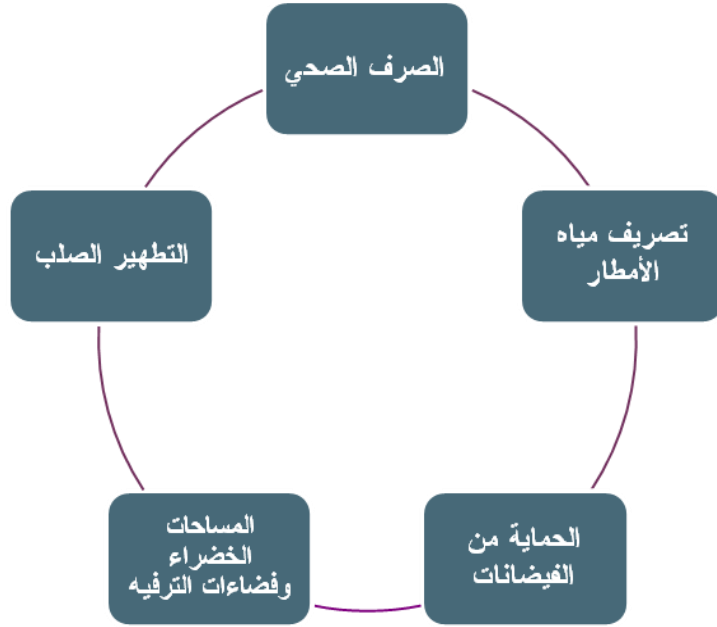 الصرف الصحي
تصريف مياه
الأمطار
الحماية من
الفيضانات
المساحات
الخضراء
وفضاءات الترفيه
التطهير الصلب